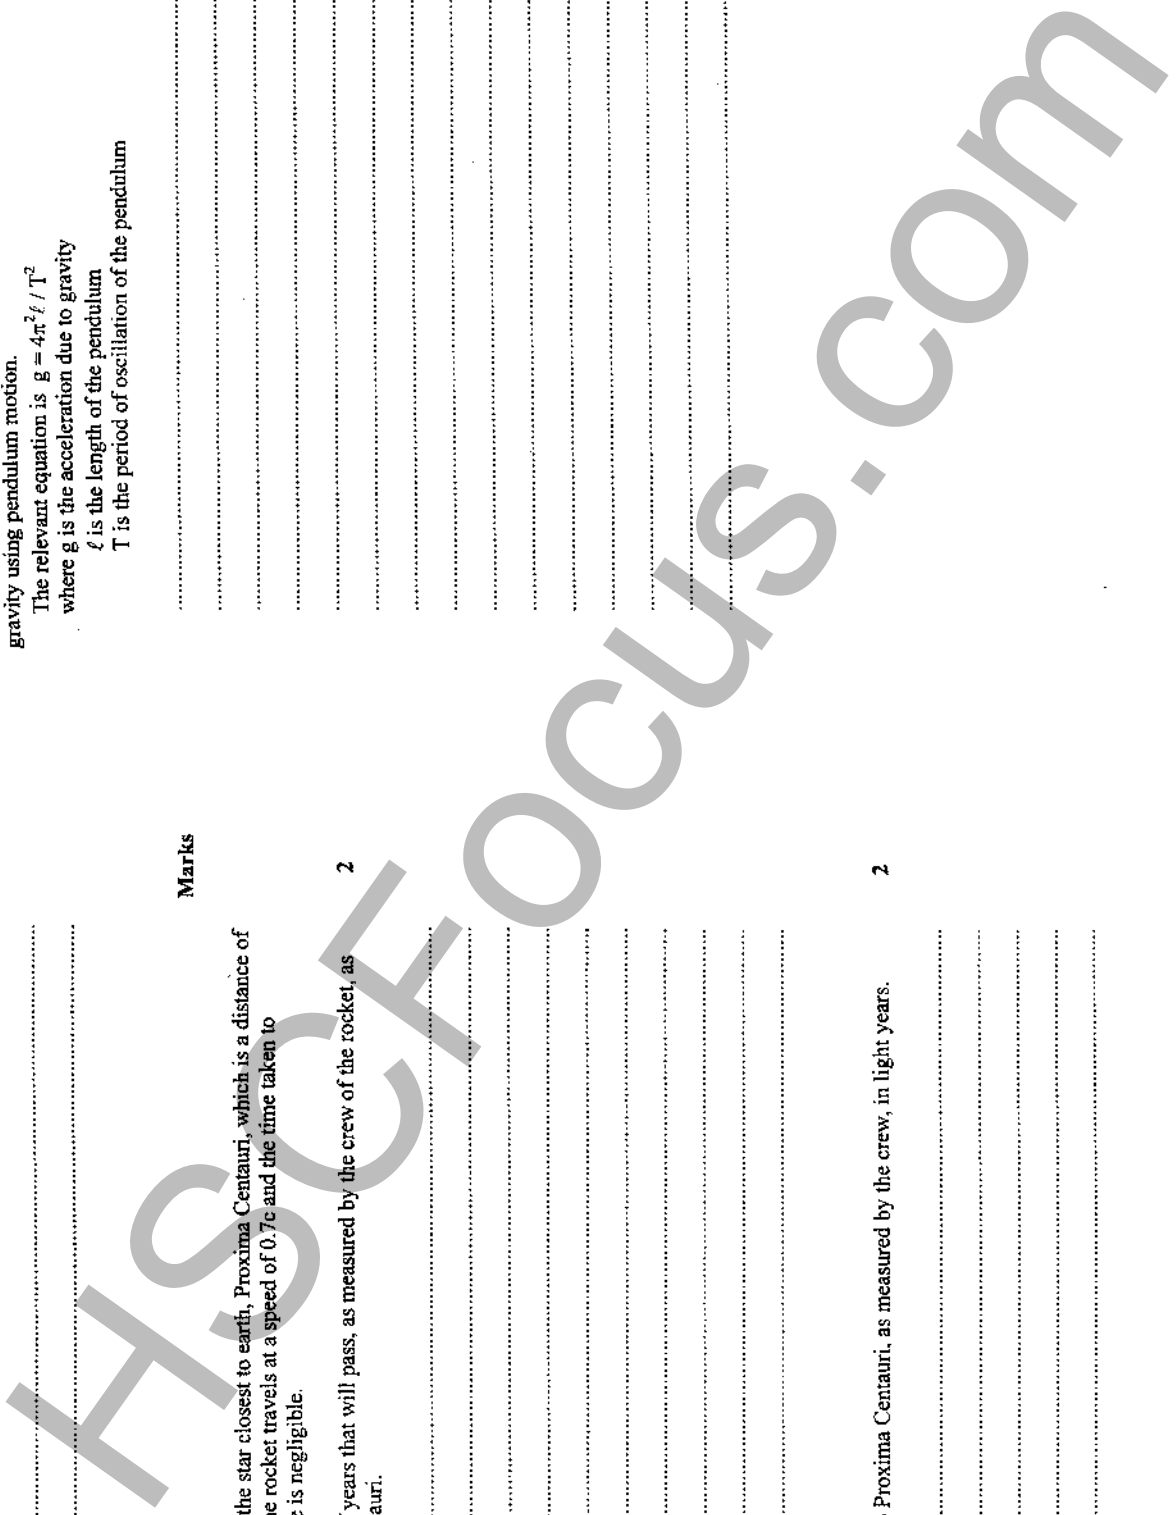 Marks
the star closest to earth, Proxima Centauri, which is a distance of
rocket travels at a speed of 0.7c and the time taken to
is negligible.
years that will pass, as measured by the crew of the rocket, as
auri.
2
Proxima Centauri, as measured by the crew, in light years.
2
gravity using pendulum motion.
The relevant equation is g = 4π²ℓ / T²
where g is the acceleration due to gravity
ℓ is the length of the pendulum
T is the period of oscillation of the pendulum
HSCFocus.com